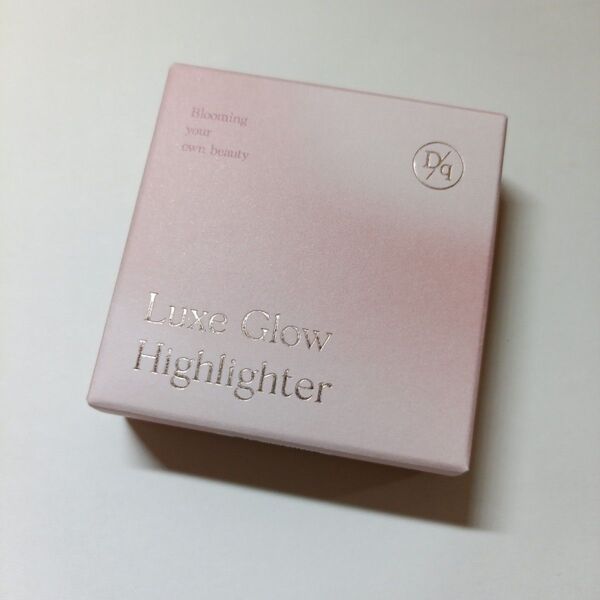 Blooming
your
own beauty
D/q
Luxe Glow
Highlighter